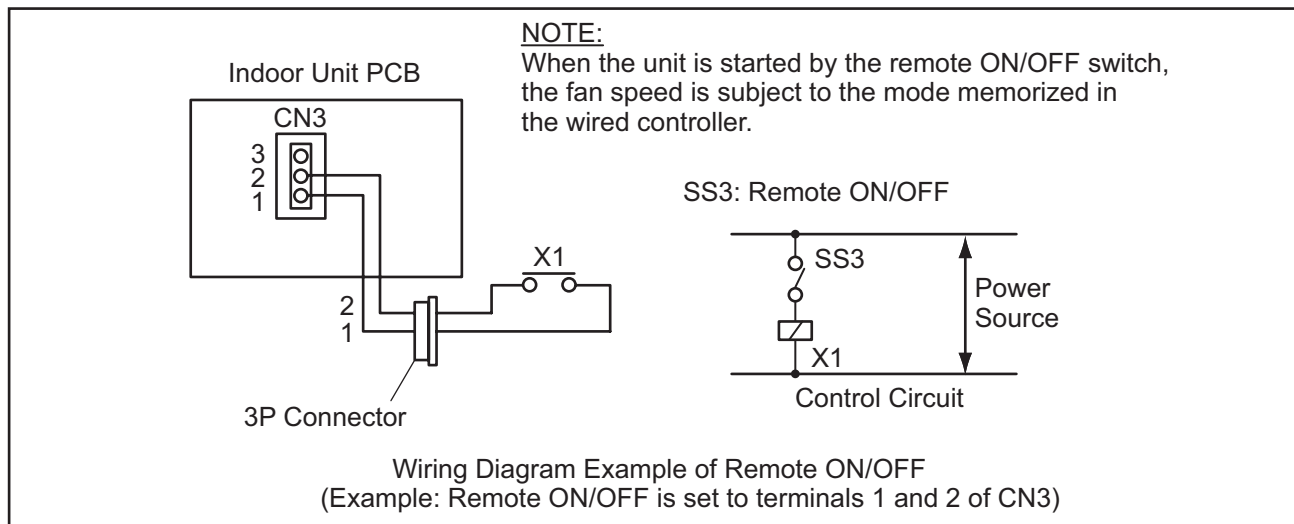 NOTE:
When the unit is started by the remote ON/OFF switch,
the fan speed is subject to the mode memorized in
the wired controller.
Indoor Unit PCB
CN3
3
2
1
X1
2
1
3P Connector
SS3: Remote ON/OFF
SS3
Power
Source
X1
Control Circuit
Wiring Diagram Example of Remote ON/OFF
(Example: Remote ON/OFF is set to terminals 1 and 2 of CN3)